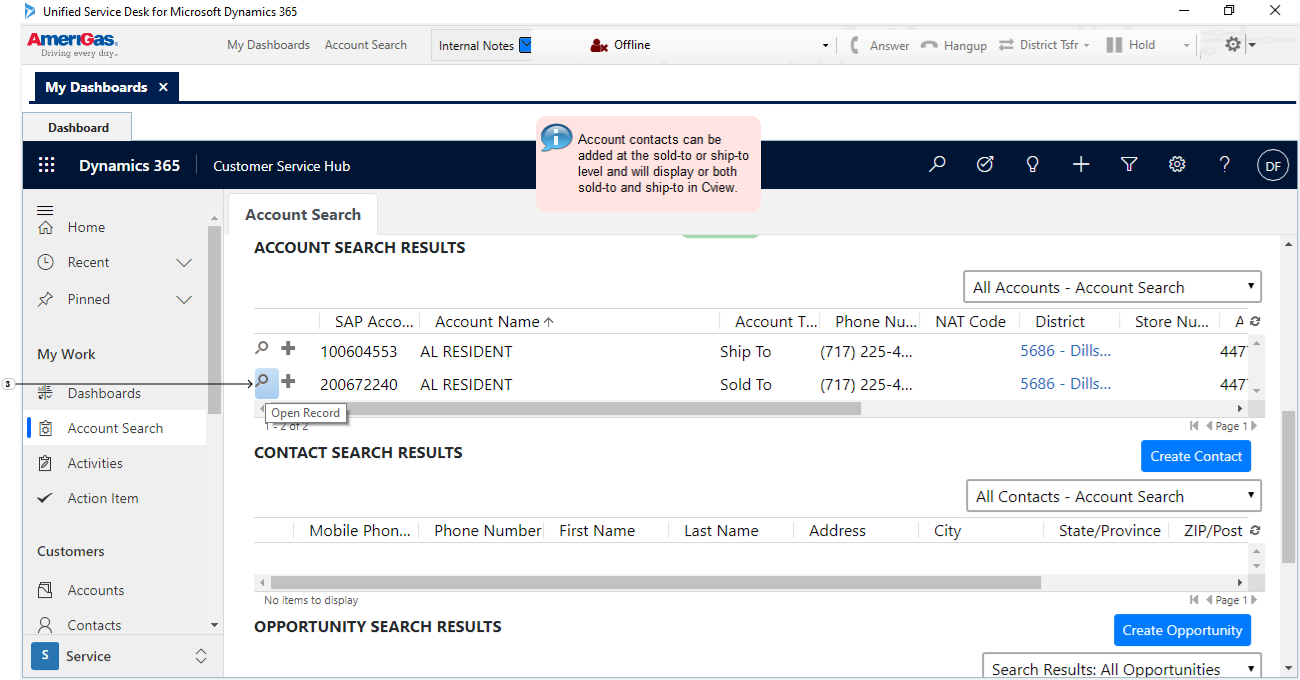 Unified Service Desk for Microsoft Dynamics 365
AmeriGas.
Driving every day...
My Dashboards Account Search Internal Notes Offline Answer Hangup District Tsfr Hold
My Dashboards
Dashboard
Account contacts can be
added at the sold-to or ship-to
level and will display or both
sold-to and ship-to in Cview.
Dynamics 365 Customer Service Hub ? DF
Home
Recent
Pinned
My Work
3
Dashboards
Account Search
Activities
Action Item
Customers
Accounts
Contacts
S Service
Account Search
ACCOUNT SEARCH RESULTS
All Accounts - Account Search
SAP Acco... Account Name Account T... Phone Nu... NAT Code District Store Nu... A
100604553 AL RESIDENT Ship To (717) 225-4... 5686 - Dills... 447
200672240 AL RESIDENT Sold To (717) 225-4... 5686 - Dills... 447
Open Record
1 - 2 of 2 Page 1
CONTACT SEARCH RESULTS Create Contact
All Contacts - Account Search
Mobile Phon... Phone Number First Name Last Name Address City State/Province ZIP/Post
No items to display Page 1
OPPORTUNITY SEARCH RESULTS Create Opportunity
Search Results: All Opportunities